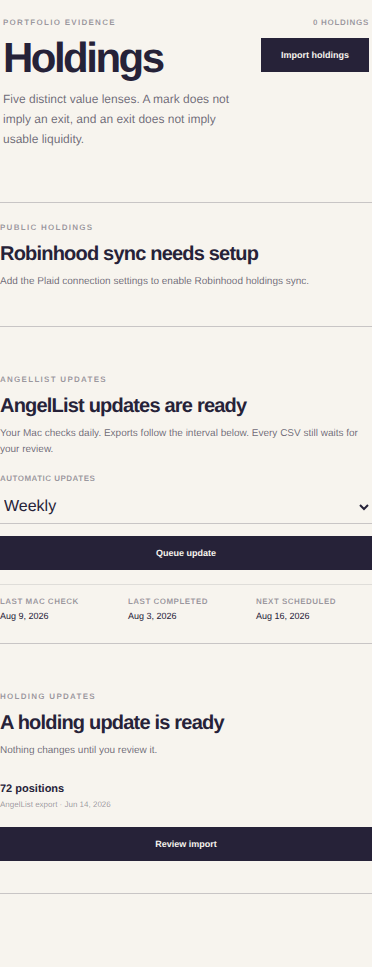 PORTFOLIO EVIDENCE
0 HOLDINGS
Holdings
Import holdings
Five distinct value lenses. A mark does not
imply an exit, and an exit does not imply
usable liquidity.
PUBLIC HOLDINGS
Robinhood sync needs setup
Add the Plaid connection settings to enable Robinhood holdings sync.
ANGELLIST UPDATES
AngelList updates are ready
Your Mac checks daily. Exports follow the interval below. Every CSV still waits for
your review.
AUTOMATIC UPDATES
Weekly
Queue update
LAST MAC CHECK
Aug 9, 2026
LAST COMPLETED
Aug 3, 2026
NEXT SCHEDULED
Aug 16, 2026
HOLDING UPDATES
A holding update is ready
Nothing changes until you review it.
72 positions
AngelList export · Jun 14, 2026
Review import